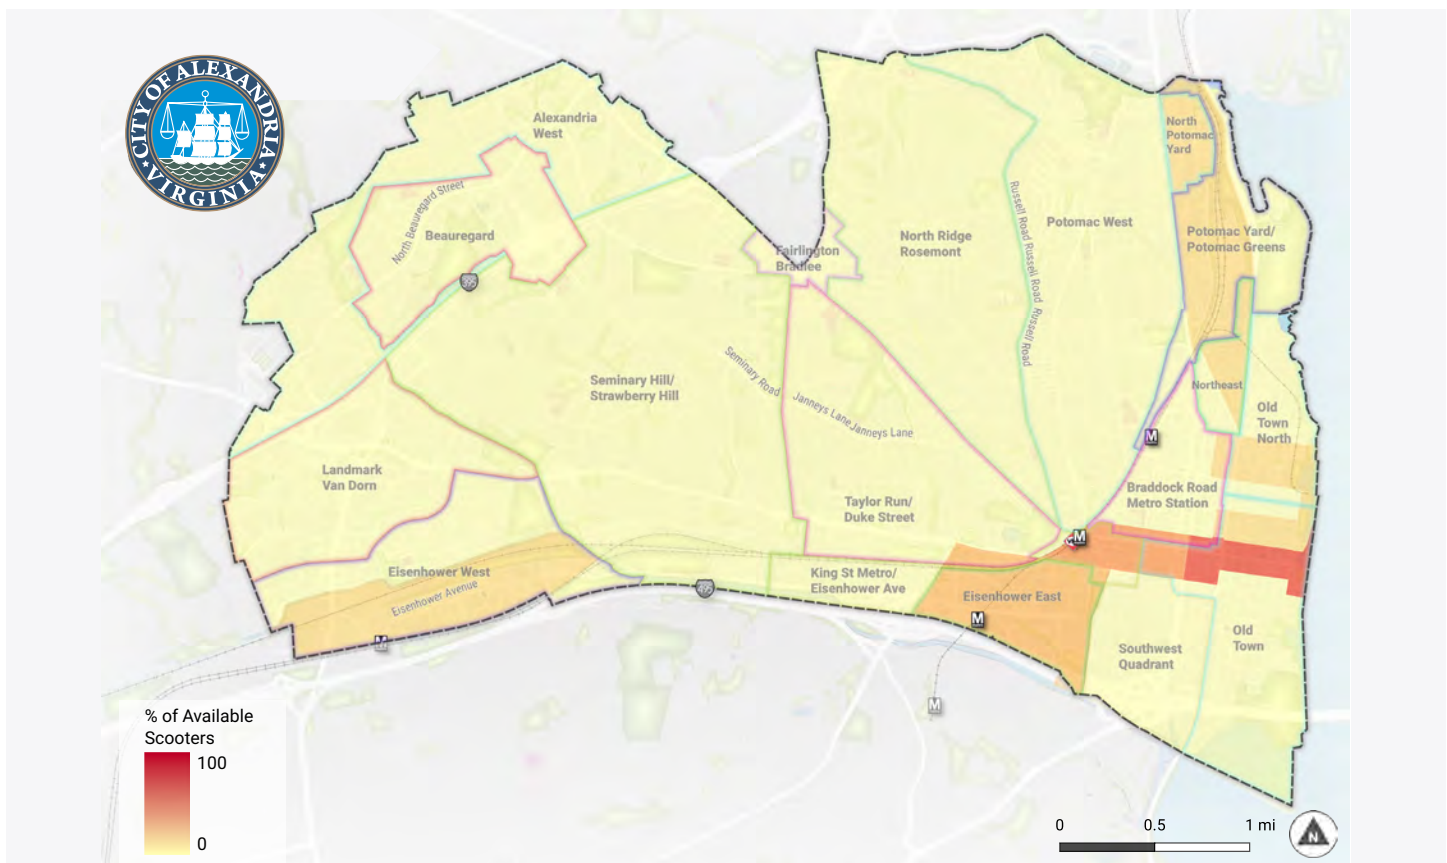 CITY OF ALEXANDRIA
VIRGINIA
Alexandria
West
North
Potomac
Yard
North Beauregard Street
Beauregard
Fairlington
Bradlee
North Ridge
Rosemont
Russell Road Russell Road Russell Road
Potomac West
Potomac Yard/
Potomac Greens
395
Seminary Hill/
Strawberry Hill
Seminary Road
Janneys Lane Janneys Lane
Northeast
Old
Town
North
M
Landmark
Van Dorn
Taylor Run/
Duke Street
Braddock Road
Metro Station
M
Eisenhower West
Eisenhower Avenue
King St Metro/
Eisenhower Ave
Eisenhower East
M
M
Southwest
Quadrant
Old
Town
M
% of Available
Scooters
100
0
0 0.5 1 mi
N